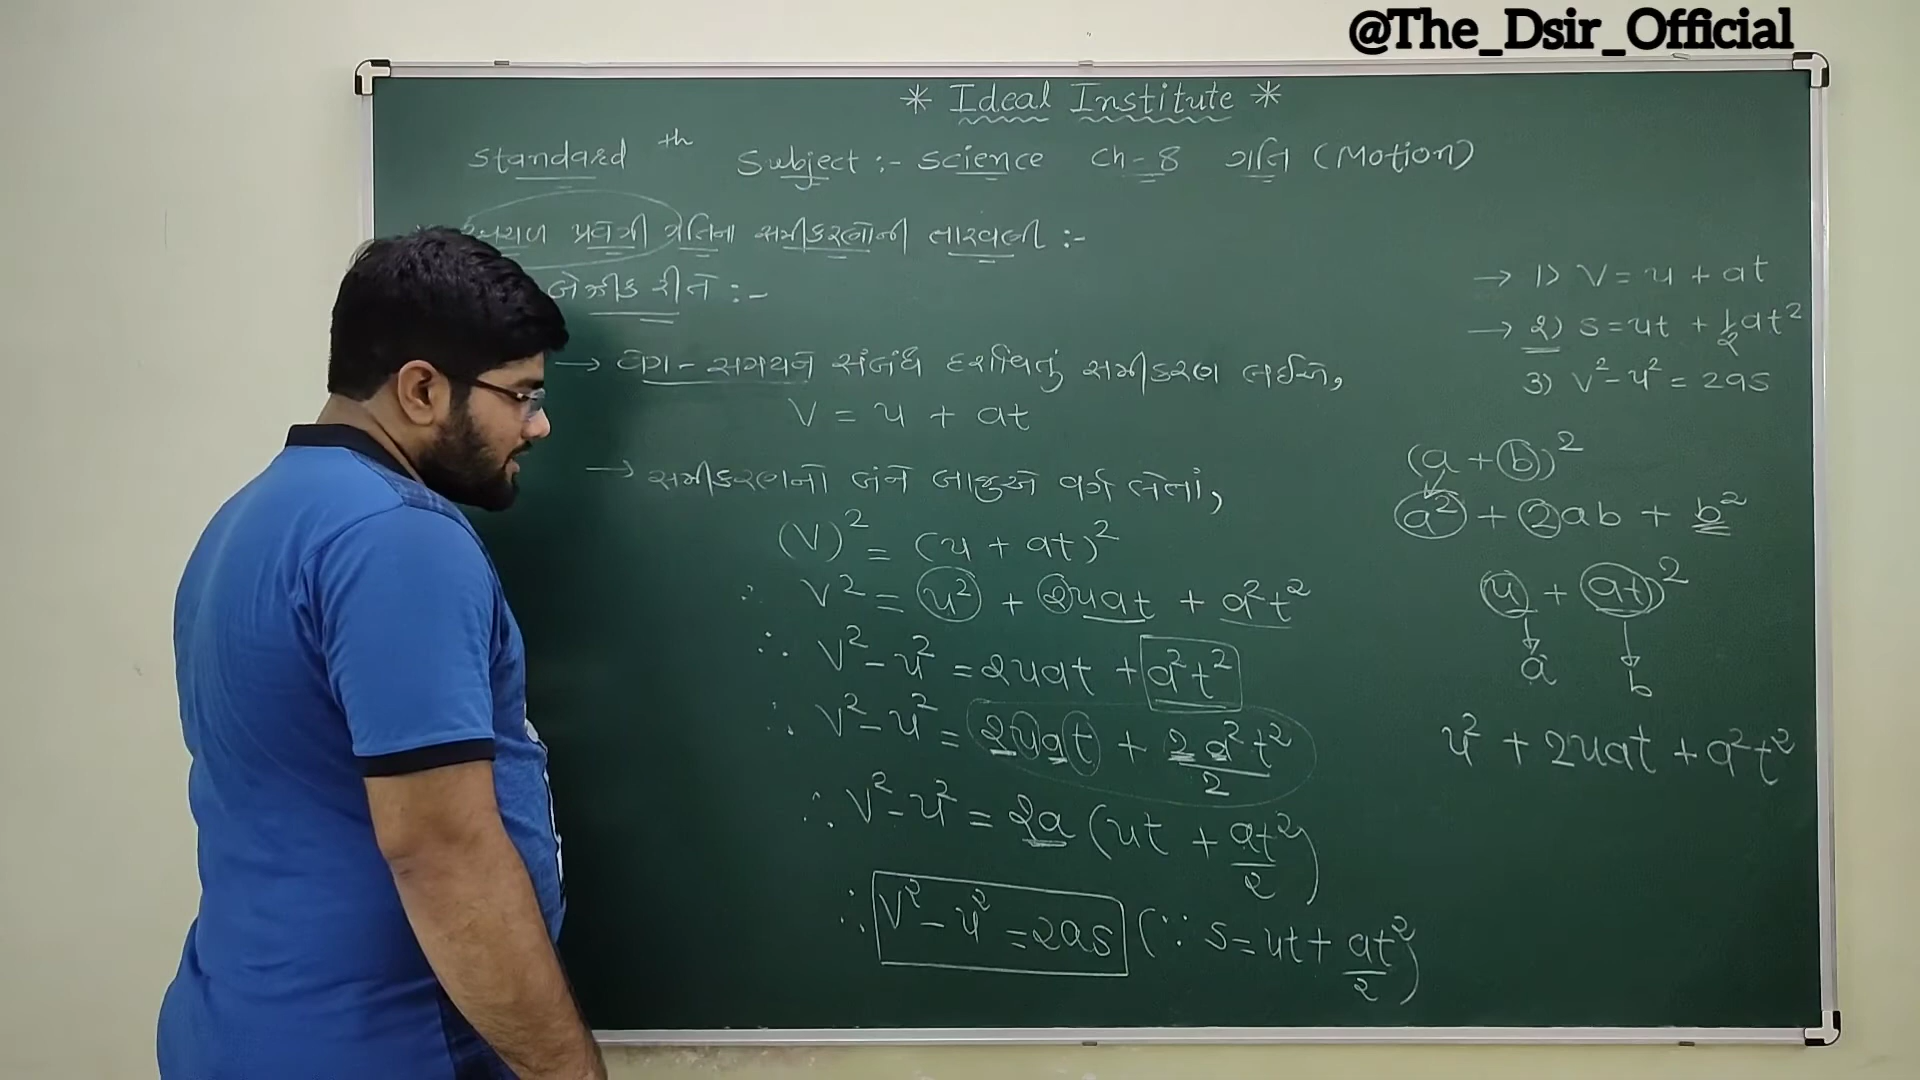 @The_Dsir_Official
* Ideal Institute *
Standard th Subject :- Science Ch-8 ગતિ (Motion)
પ્રવેગી ગતિના સમીકરણોની તારવણી :-
બૈજીક રીતે :-
→ વેગ - સમયનો સંબંધ દર્શાવતું સમીકરણ લઈએ,
V = u + at
→ સમીકરણની બંને બાજુએ વર્ગ લેતાં,
(V)² = (u + at)²
∴ V² = u² + 2uat + a²t²
∴ V² - u² = 2uat + a²t²
∴ V² - u² = 2uat + 2a²t²/2
∴ V² - u² = 2a (ut + at²/2)
∴ V² - u² = 2as (∵ s = ut + at²/2)
→ 1) V = u + at
→ 2) s = ut + 1/2 at²
3) V² - u² = 2as
(a + b)²
a² + 2ab + b²
(u + at)²
a b
u² + 2uat + a²t²